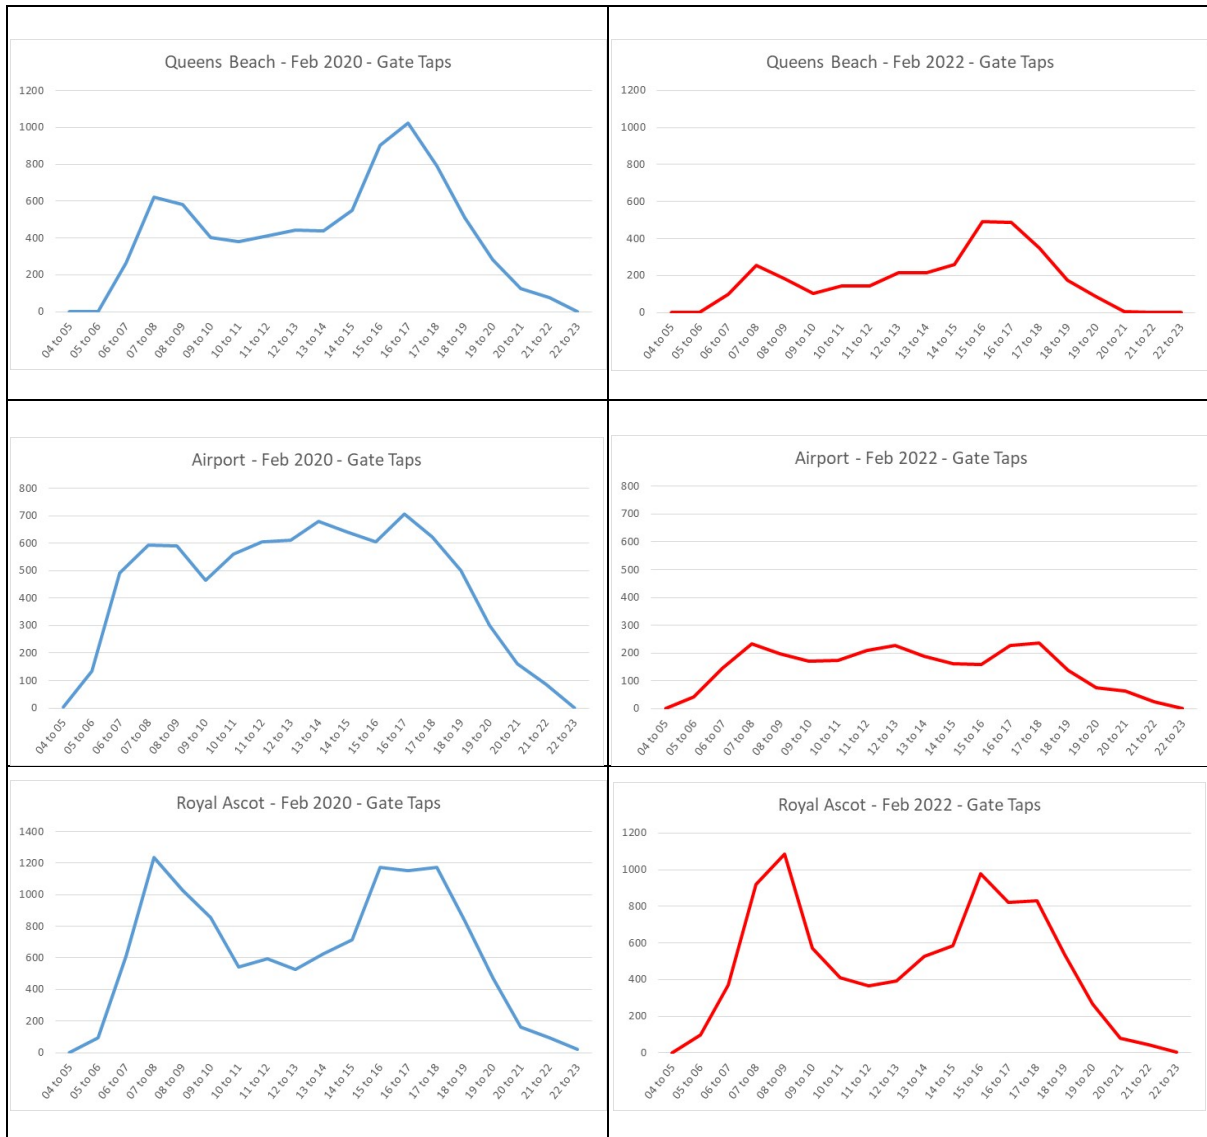 Queens Beach - Feb 2020 - Gate Taps
1200
1000
800
600
400
200
0
04 to 05
05 to 06
06 to 07
07 to 08
08 to 09
09 to 10
10 to 11
11 to 12
12 to 13
13 to 14
14 to 15
15 to 16
16 to 17
17 to 18
18 to 19
19 to 20
20 to 21
21 to 22
22 to 23
Queens Beach - Feb 2022 - Gate Taps
1200
1000
800
600
400
200
0
04 to 05
05 to 06
06 to 07
07 to 08
08 to 09
09 to 10
10 to 11
11 to 12
12 to 13
13 to 14
14 to 15
15 to 16
16 to 17
17 to 18
18 to 19
19 to 20
20 to 21
21 to 22
22 to 23
Airport - Feb 2020 - Gate Taps
800
700
600
500
400
300
200
100
0
04 to 05
05 to 06
06 to 07
07 to 08
08 to 09
09 to 10
10 to 11
11 to 12
12 to 13
13 to 14
14 to 15
15 to 16
16 to 17
17 to 18
18 to 19
19 to 20
20 to 21
21 to 22
22 to 23
Airport - Feb 2022 - Gate Taps
800
700
600
500
400
300
200
100
0
04 to 05
05 to 06
06 to 07
07 to 08
08 to 09
09 to 10
10 to 11
11 to 12
12 to 13
13 to 14
14 to 15
15 to 16
16 to 17
17 to 18
18 to 19
19 to 20
20 to 21
21 to 22
22 to 23
Royal Ascot - Feb 2020 - Gate Taps
1400
1200
1000
800
600
400
200
0
04 to 05
05 to 06
06 to 07
07 to 08
08 to 09
09 to 10
10 to 11
11 to 12
12 to 13
13 to 14
14 to 15
15 to 16
16 to 17
17 to 18
18 to 19
19 to 20
20 to 21
21 to 22
22 to 23
Royal Ascot - Feb 2022 - Gate Taps
1200
1000
800
600
400
200
0
04 to 05
05 to 06
06 to 07
07 to 08
08 to 09
09 to 10
10 to 11
11 to 12
12 to 13
13 to 14
14 to 15
15 to 16
16 to 17
17 to 18
18 to 19
19 to 20
20 to 21
21 to 22
22 to 23